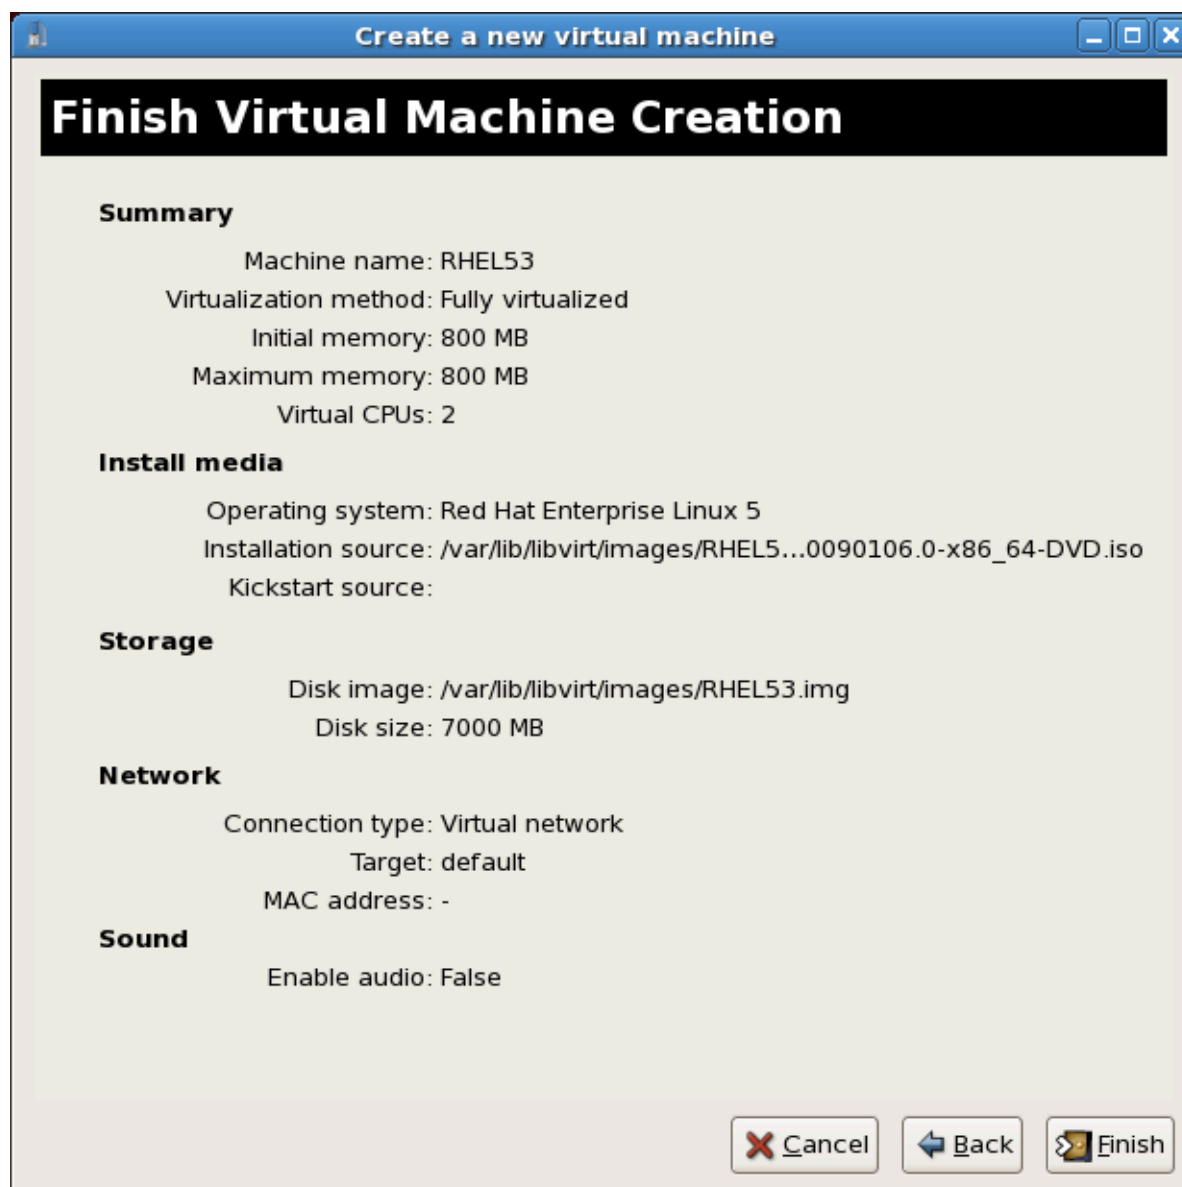 Create a new virtual machine
Finish Virtual Machine Creation
Summary
Machine name: RHEL53
Virtualization method: Fully virtualized
Initial memory: 800 MB
Maximum memory: 800 MB
Virtual CPUs: 2
Install media
Operating system: Red Hat Enterprise Linux 5
Installation source: /var/lib/libvirt/images/RHEL5...0090106.0-x86_64-DVD.iso
Kickstart source:
Storage
Disk image: /var/lib/libvirt/images/RHEL53.img
Disk size: 7000 MB
Network
Connection type: Virtual network
Target: default
MAC address: -
Sound
Enable audio: False
Cancel Back Finish